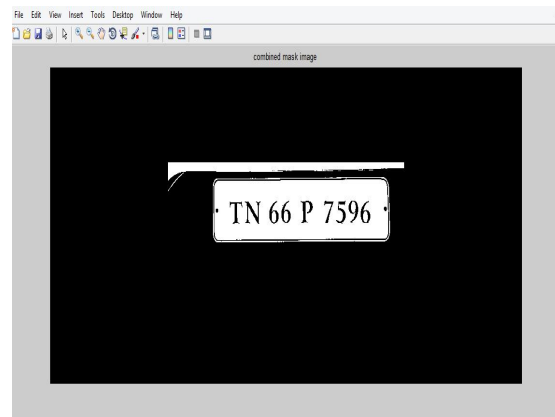 File Edit View Insert Tools Desktop Window Help
combined mask image
TN 66 P 7596